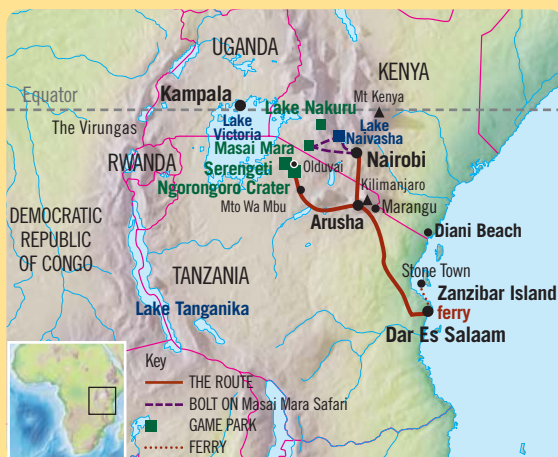 UGANDA
KENYA
Equator
Kampala
Mt Kenya
Lake Nakuru
The Virungas
Lake
Victoria
Lake
Naivasha
Masai Mara
RWANDA
Serengeti
Olduvai
Nairobi
Ngorongoro Crater
Kilimanjaro
Mto Wa Mbu
Arusha
Marangu
DEMOCRATIC
REPUBLIC
OF CONGO
Diani Beach
TANZANIA
Stone Town
Zanzibar Island
Lake Tanganika
ferry
Dar Es Salaam
Key
THE ROUTE
BOLT ON Masai Mara Safari
GAME PARK
FERRY